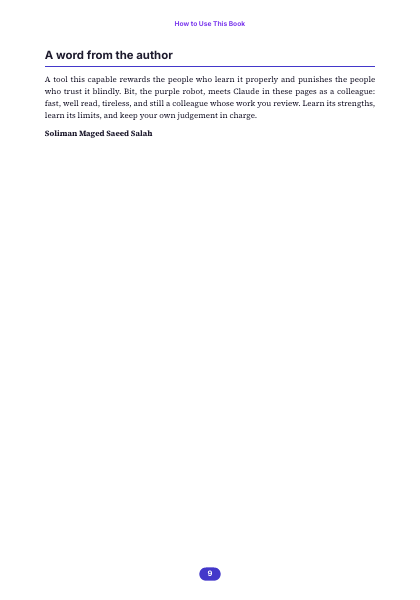 How to Use This Book
A word from the author
A tool this capable rewards the people who learn it properly and punishes the people
who trust it blindly. Bit, the purple robot, meets Claude in these pages as a colleague:
fast, well read, tireless, and still a colleague whose work you review. Learn its strengths,
learn its limits, and keep your own judgement in charge.
Soliman Maged Saeed Salah
9